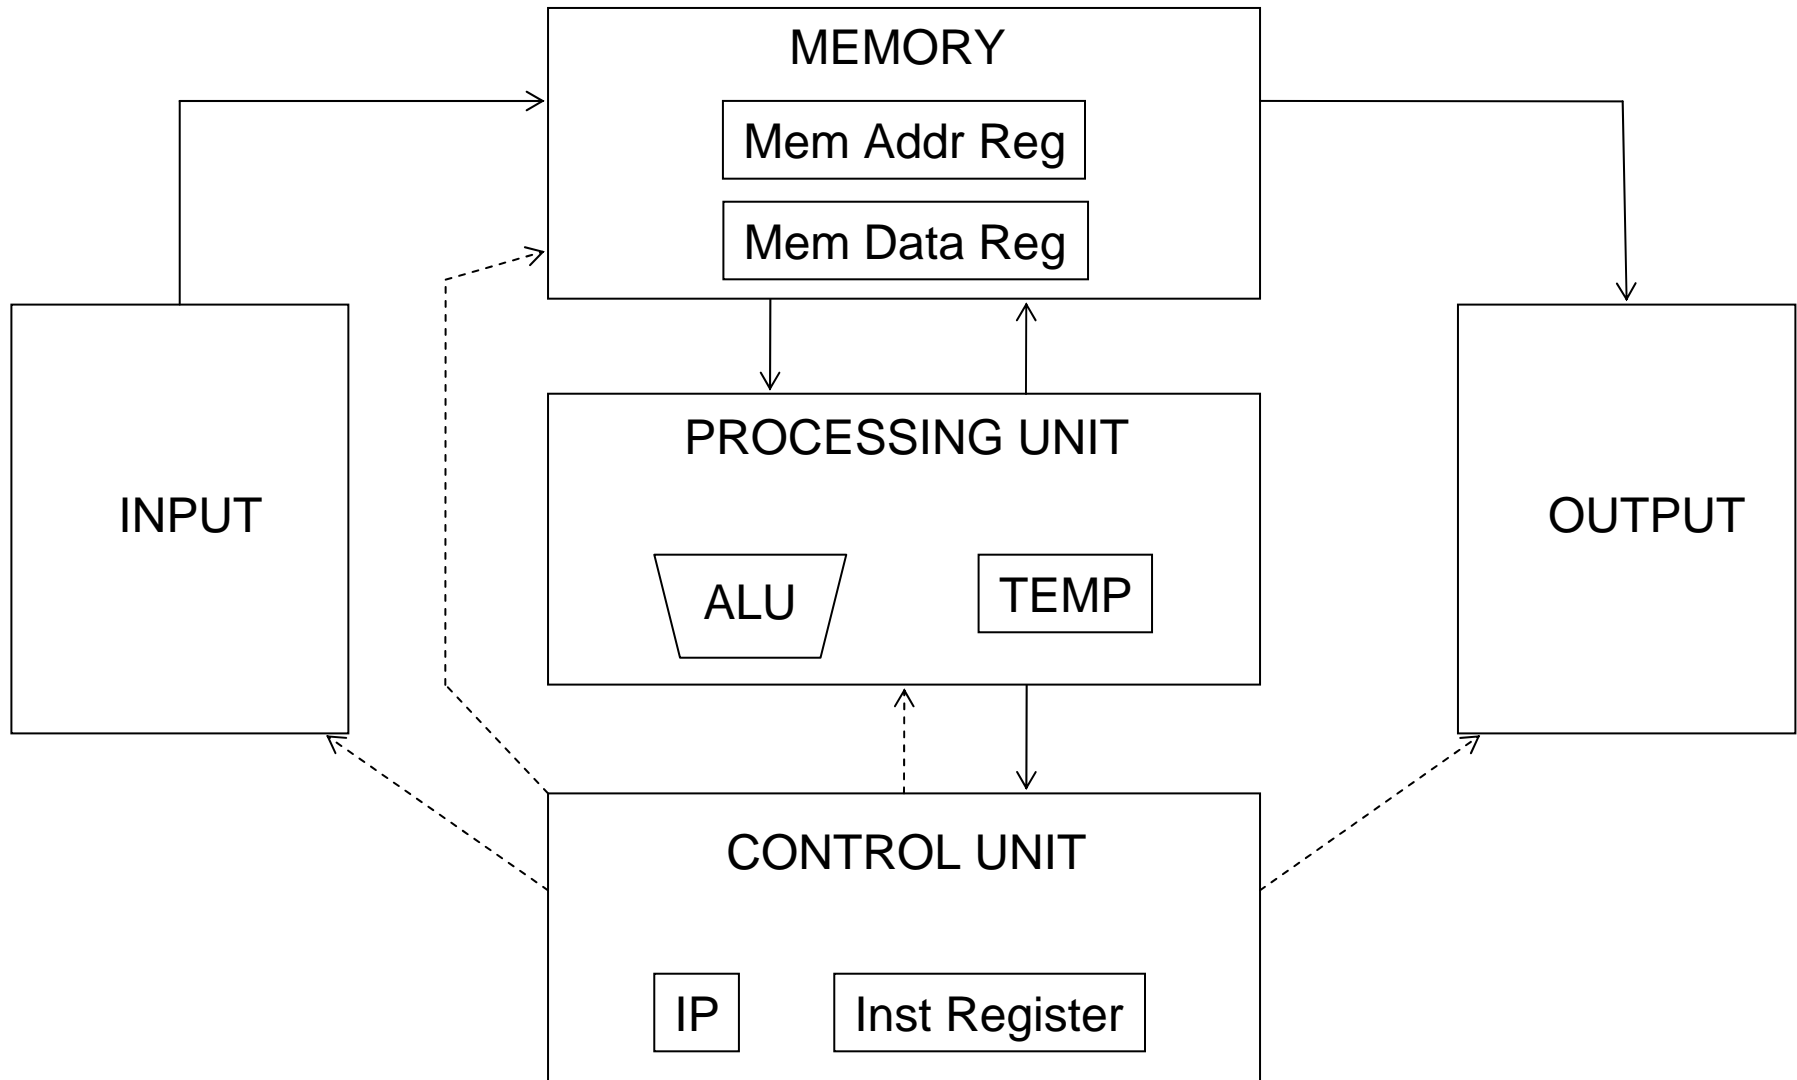 MEMORY
Mem Addr Reg
Mem Data Reg
PROCESSING UNIT
INPUT
OUTPUT
ALU
TEMP
CONTROL UNIT
IP
Inst Register